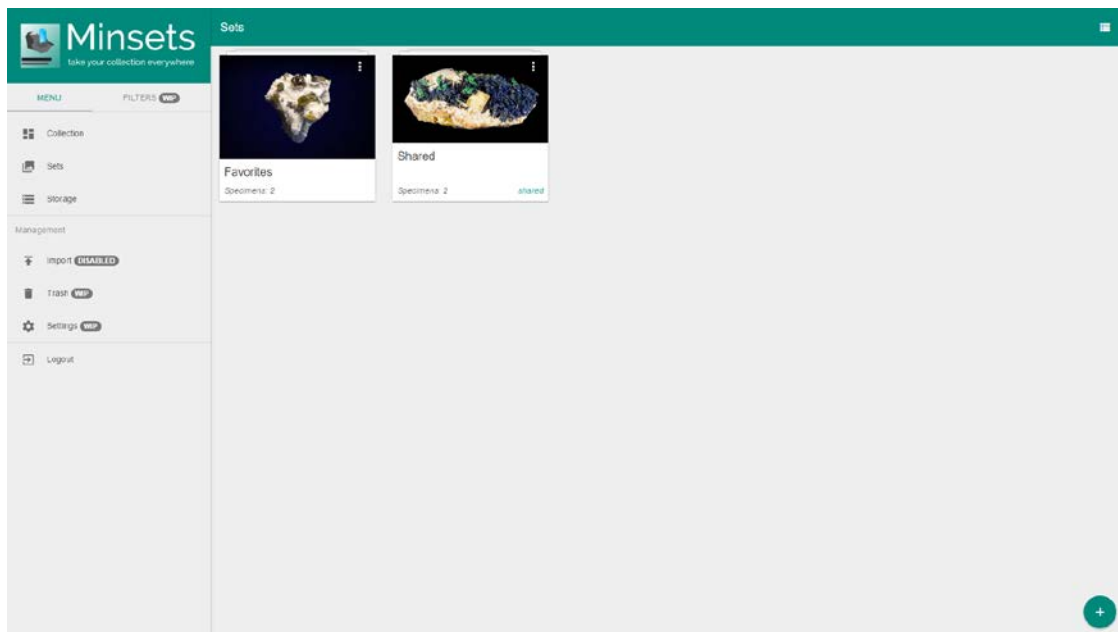 Minsets
take your collection everywhere
MENU FILTERS WIP
Collection
Sets
Storage
Management
Import DISABLED
Trash WIP
Settings WIP
Logout
Sets
Favorites
Specimens: 2
Shared
Specimens: 2 shared